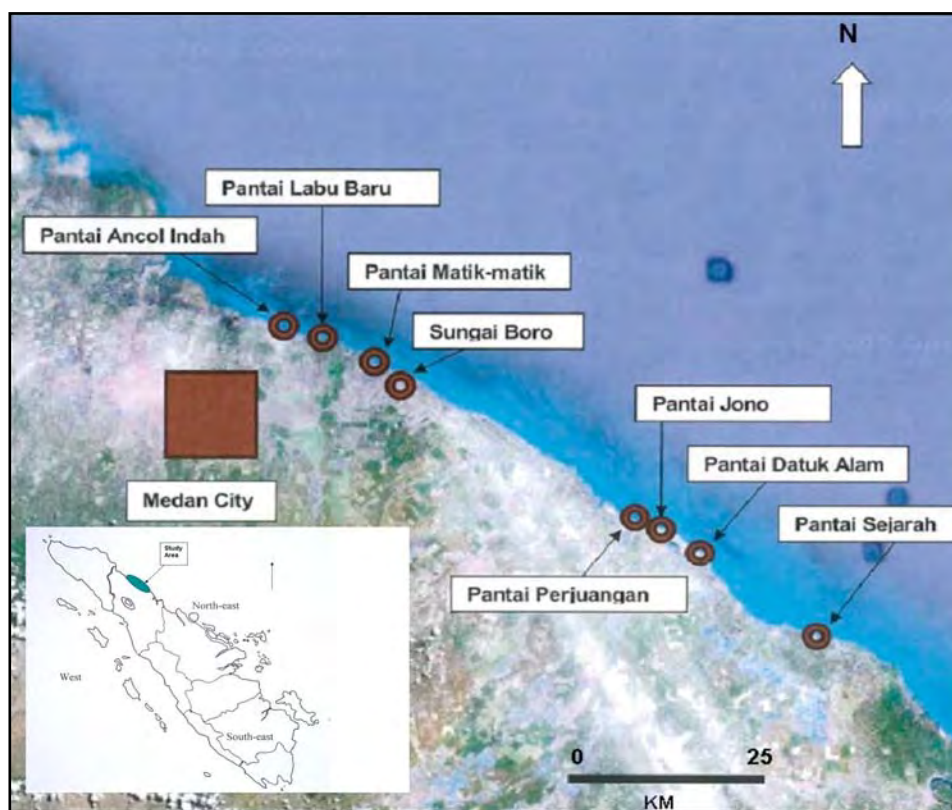 N
Pantai Labu Baru
Pantai Ancol Indah
Pantai Matik-matik
Sungai Boro
Pantai Jono
Pantai Datuk Alam
Medan City
Pantai Sejarah
Pantai Perjuangan
Study
Area
North-east
West
South-east
0 25
KM